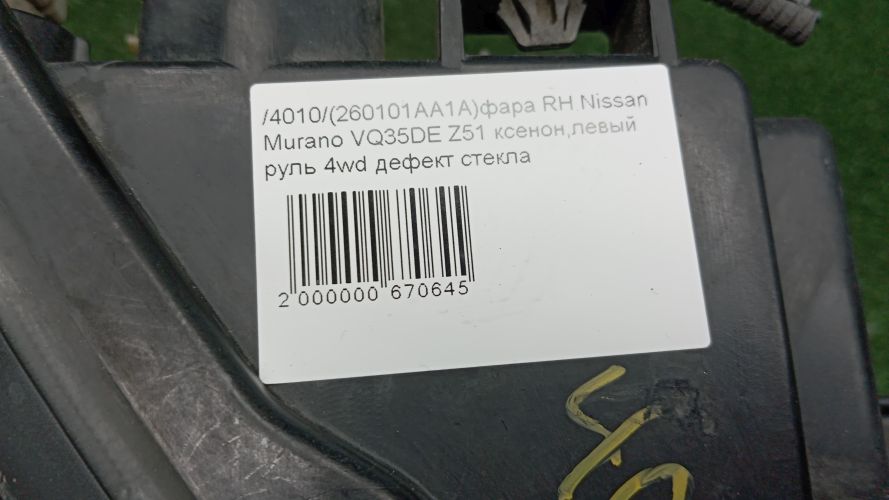 /4010/(260101AA1A)фара RH Nissan
Murano VQ35DE Z51 ксенон,левый
руль 4wd дефект стекла
2 000000 670645